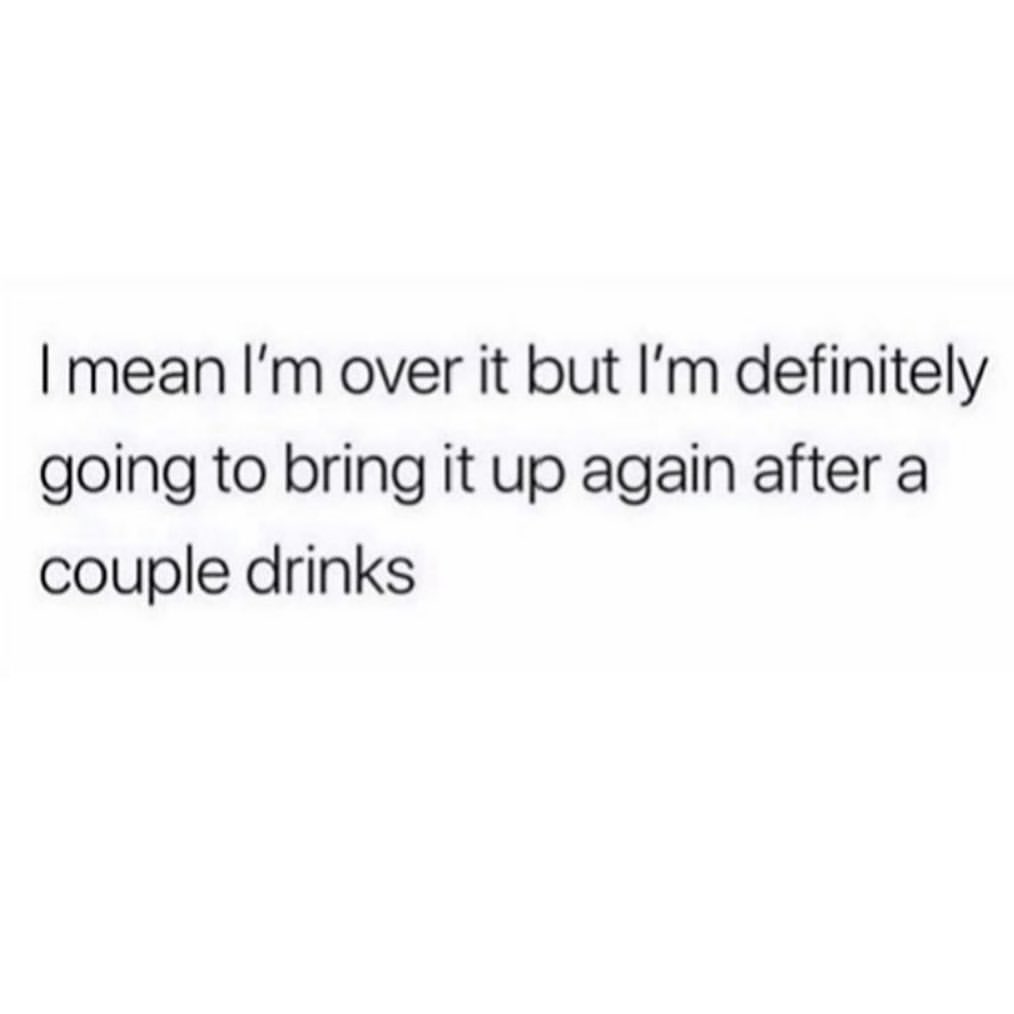 I mean I'm over it but I'm definitely
going to bring it up again after a
couple drinks